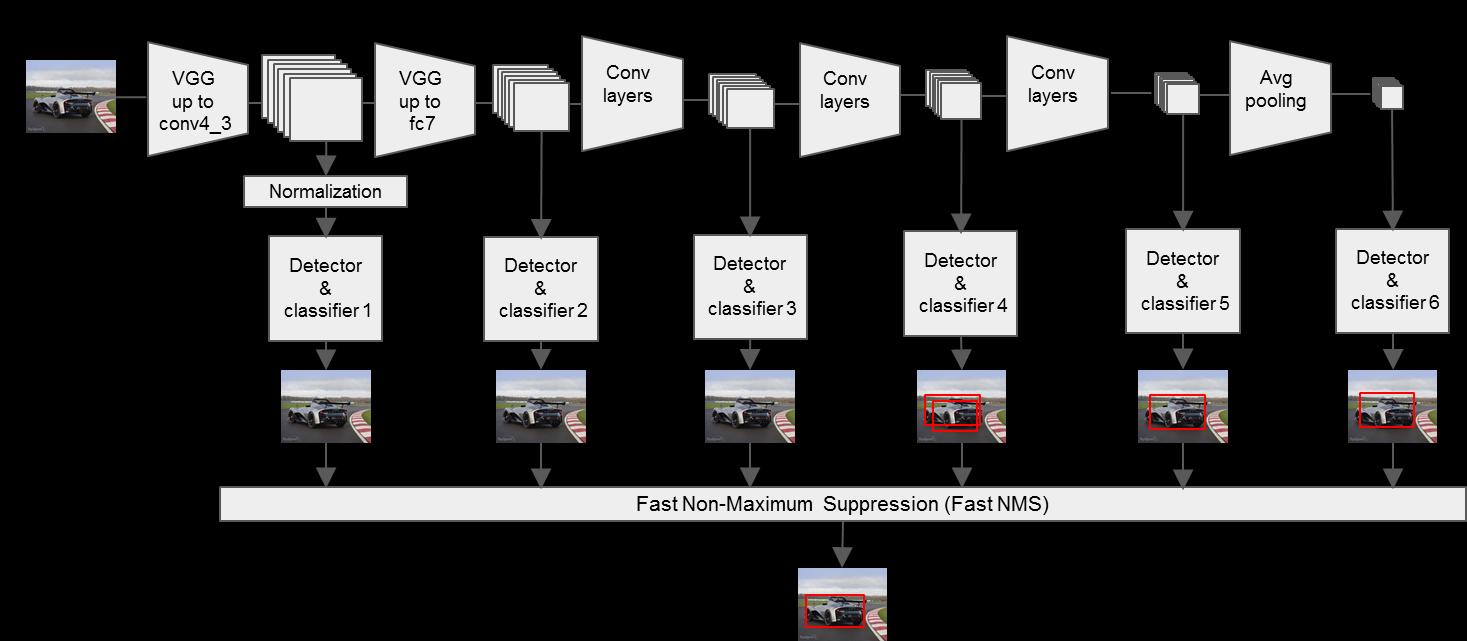 VGG
up to
conv4_3
VGG
up to
fc7
Conv
layers
Conv
layers
Conv
layers
Avg
pooling
Normalization
Detector
&
classifier 1
Detector
&
classifier 2
Detector
&
classifier 3
Detector
&
classifier 4
Detector
&
classifier 5
Detector
&
classifier 6
Fast Non-Maximum Suppression (Fast NMS)